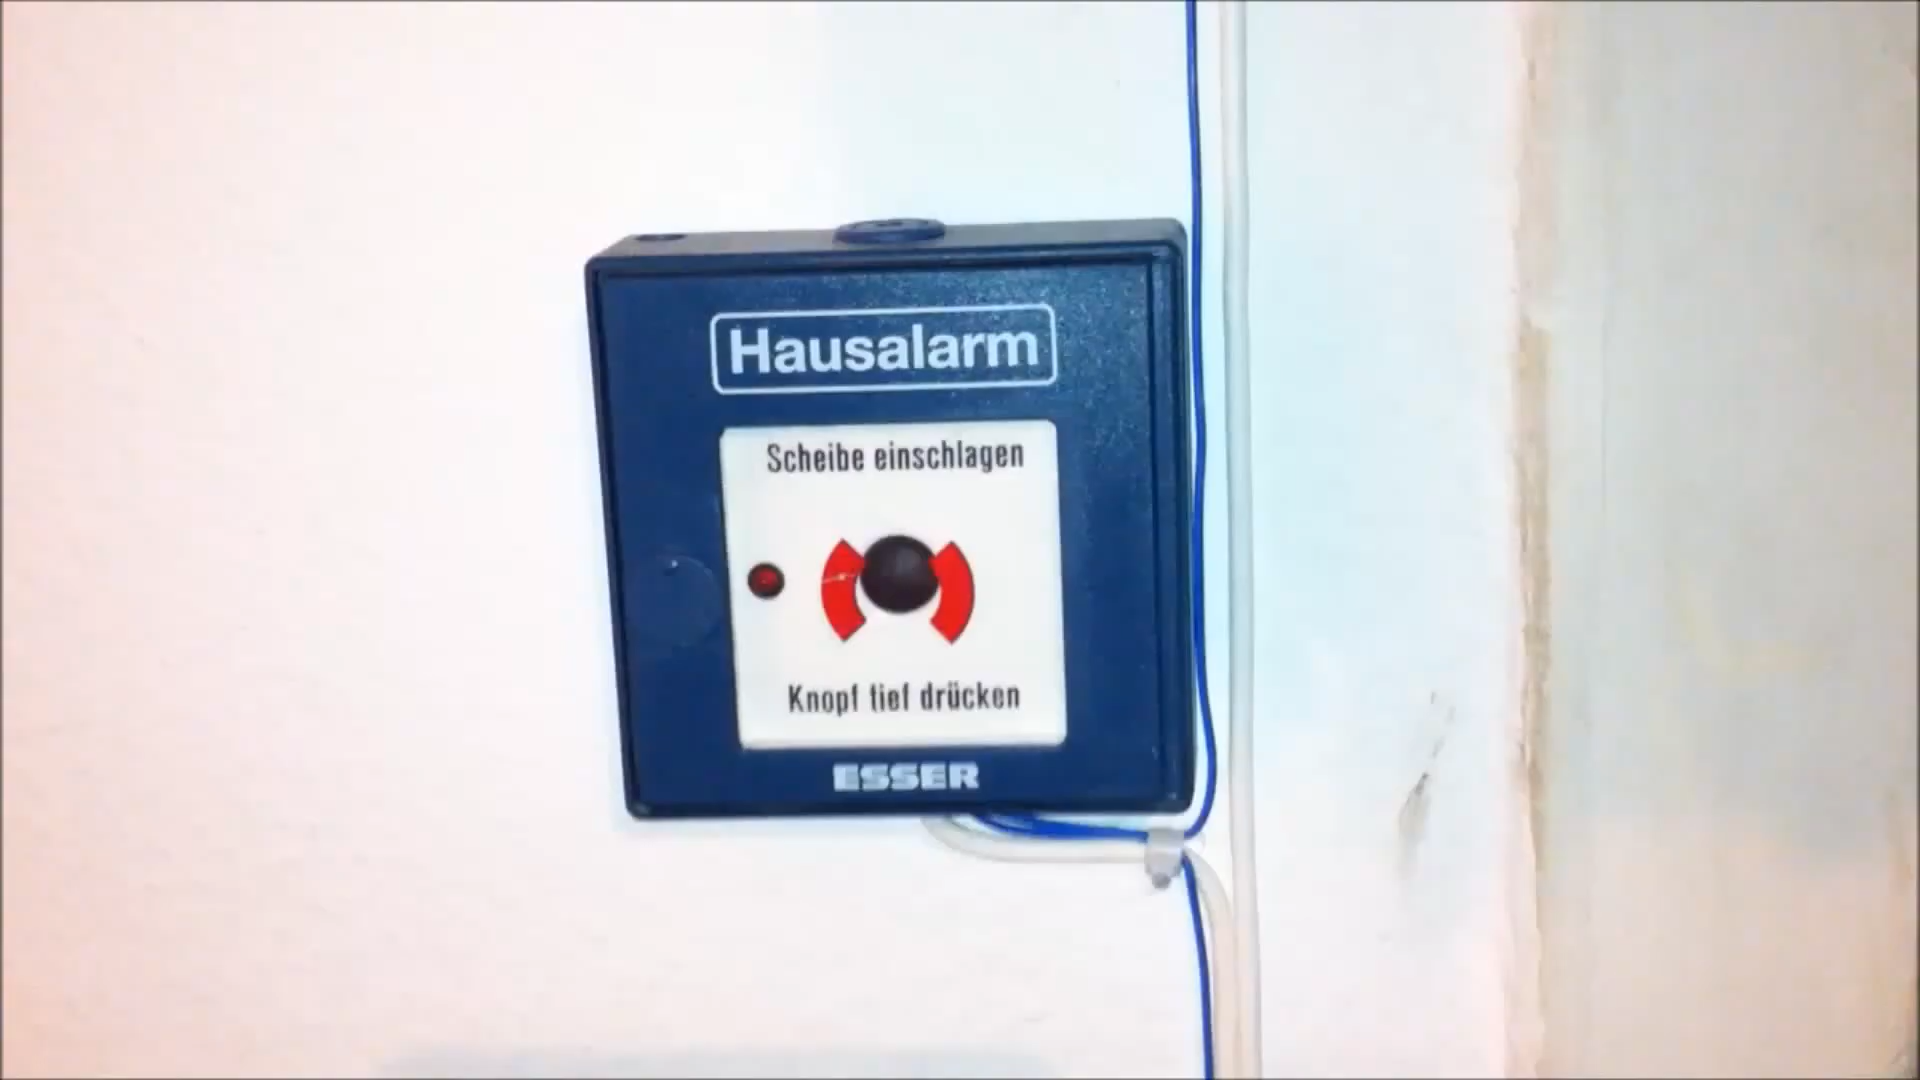 Hausalarm
Scheibe einschlagen
Knopf tief drücken
ESSER